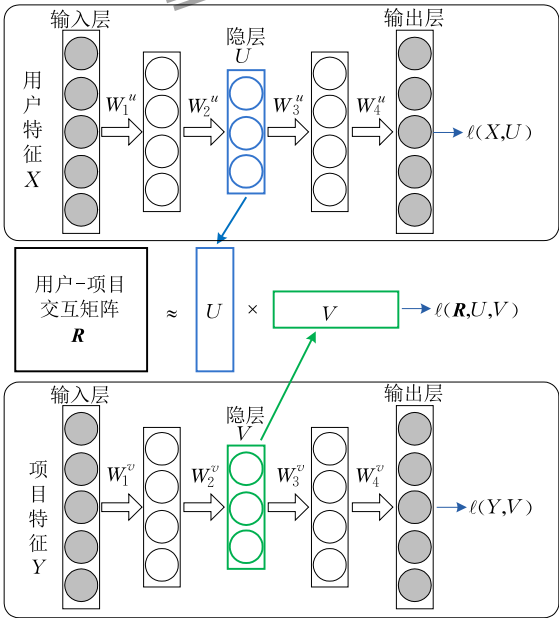 输入层
隐层
U
输出层
用户特征X
W₁ᵘ
W₂ᵘ
W₃ᵘ
W₄ᵘ
ℓ(X,U)
用户-项目
交互矩阵
R
≈
U
×
V
ℓ(R,U,V)
输入层
隐层
V
输出层
项目特征Y
W₁ᵛ
W₂ᵛ
W₃ᵛ
W₄ᵛ
ℓ(Y,V)